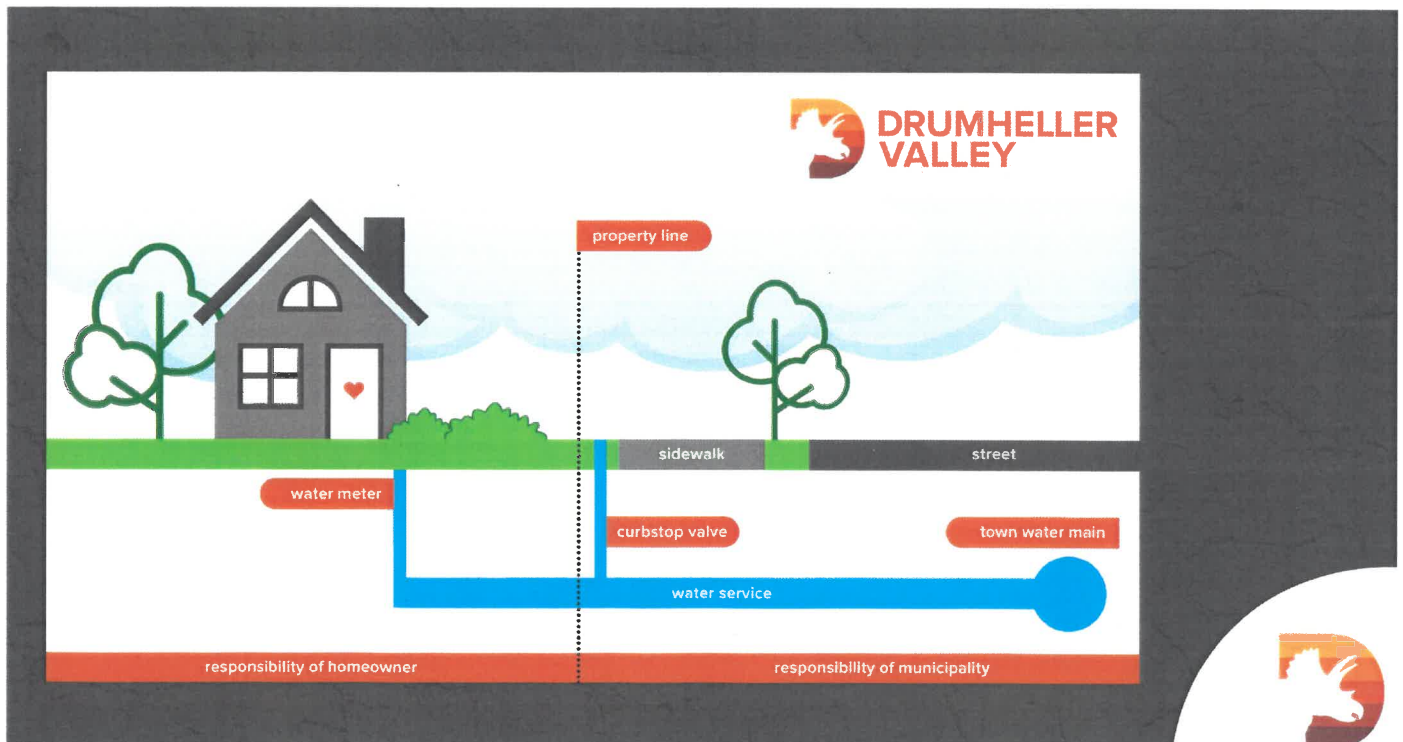 DRUMHELLER
VALLEY
property line
sidewalk
street
water meter
curbstop valve
town water main
water service
responsibility of homeowner
responsibility of municipality